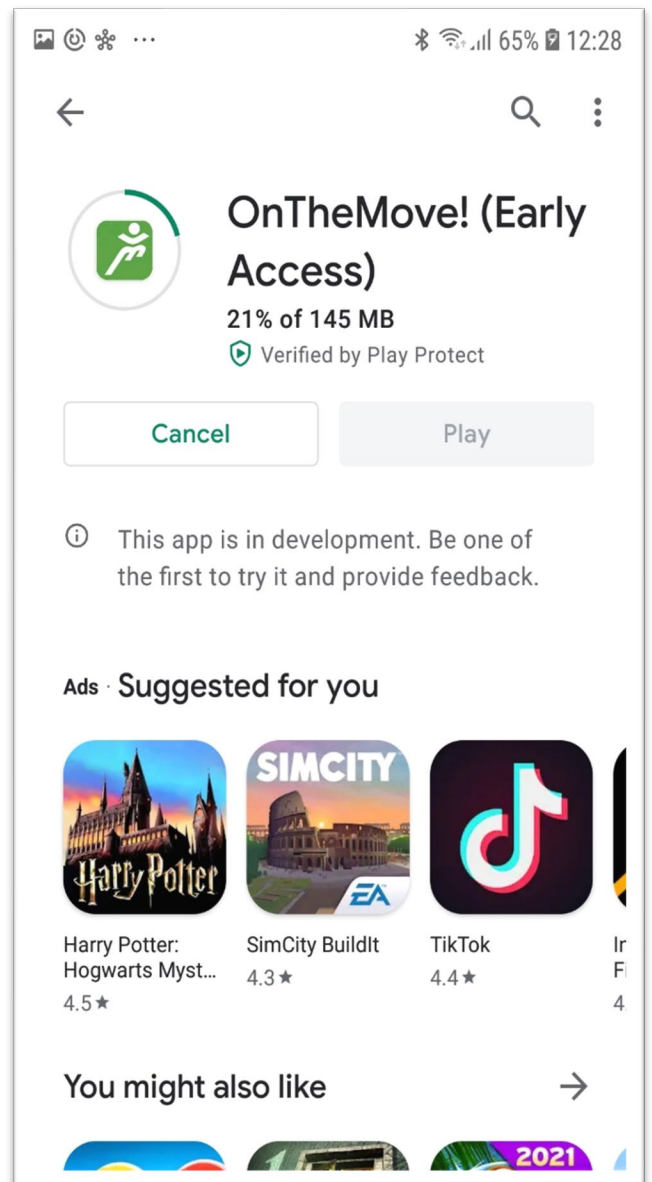 65% 12:28
OnTheMove! (Early
Access)
21% of 145 MB
Verified by Play Protect
Cancel
Play
This app is in development. Be one of
the first to try it and provide feedback.
Ads · Suggested for you
Harry Potter
SIMCITY
EA
Harry Potter:
Hogwarts Myst...
4.5★
SimCity BuildIt
4.3★
TikTok
4.4★
You might also like
2021